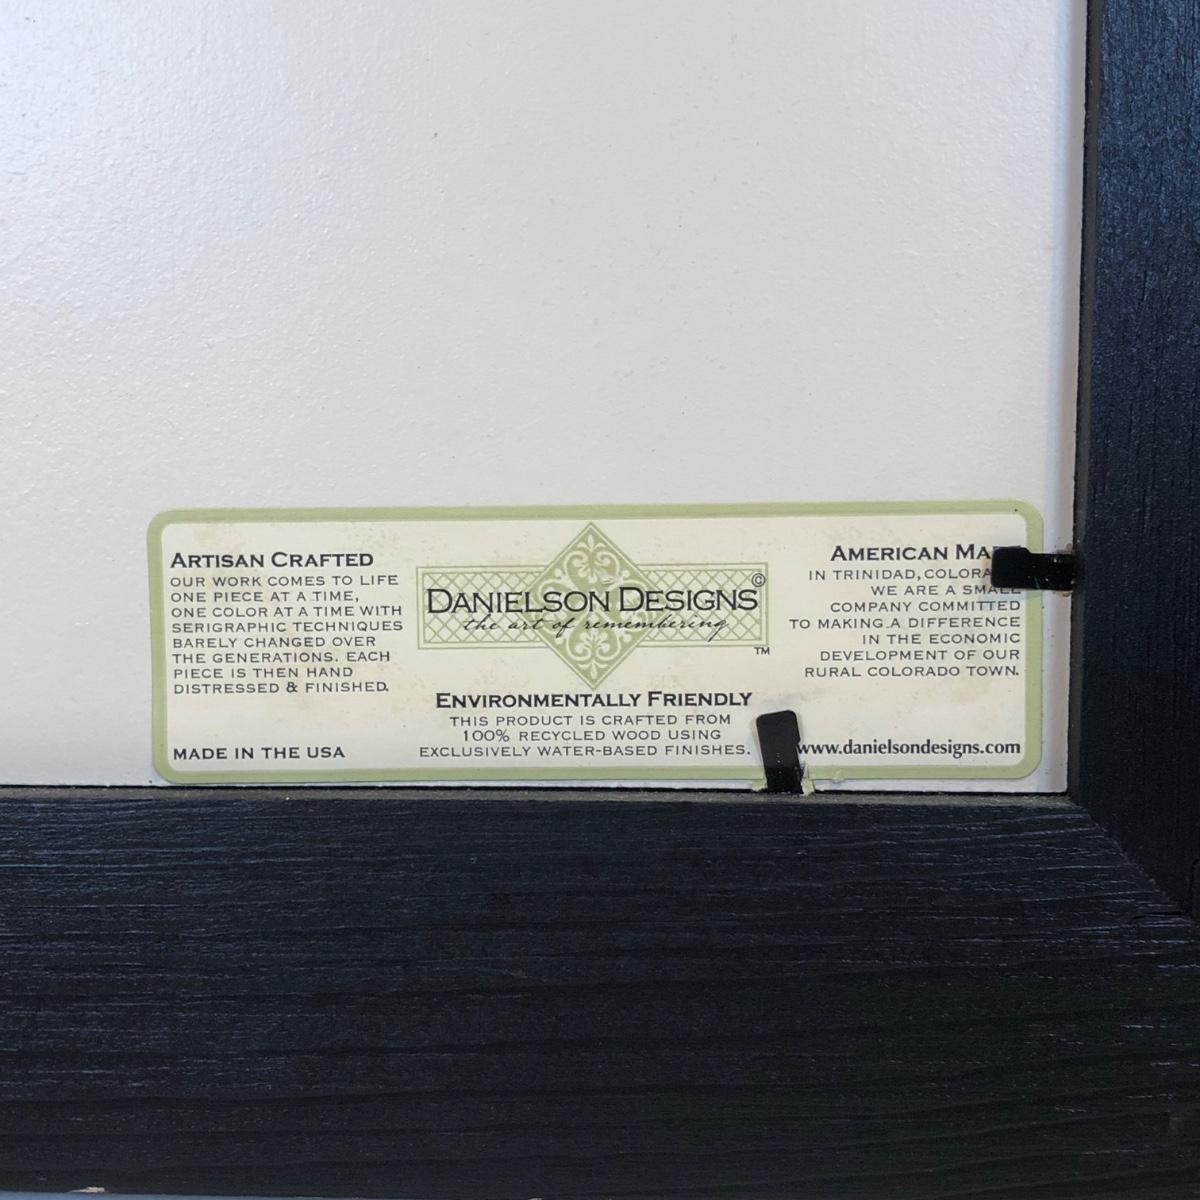 ARTISAN CRAFTED
OUR WORK COMES TO LIFE
ONE PIECE AT A TIME,
ONE COLOR AT A TIME WITH
SERIGRAPHIC TECHNIQUES
BARELY CHANGED OVER
THE GENERATIONS. EACH
PIECE IS THEN HAND
DISTRESSED & FINISHED.
MADE IN THE USA
DANIELSON DESIGNS©
the art of remembering
™
ENVIRONMENTALLY FRIENDLY
THIS PRODUCT IS CRAFTED FROM
100% RECYCLED WOOD USING
EXCLUSIVELY WATER-BASED FINISHES.
AMERICAN
IN TRINIDAD,
WE ARE A SMALL
COMPANY COMMITTED
TO MAKING A DIFFERENCE
IN THE ECONOMIC
DEVELOPMENT OF OUR
RURAL COLORADO TOWN.
www.danielsondesigns.com